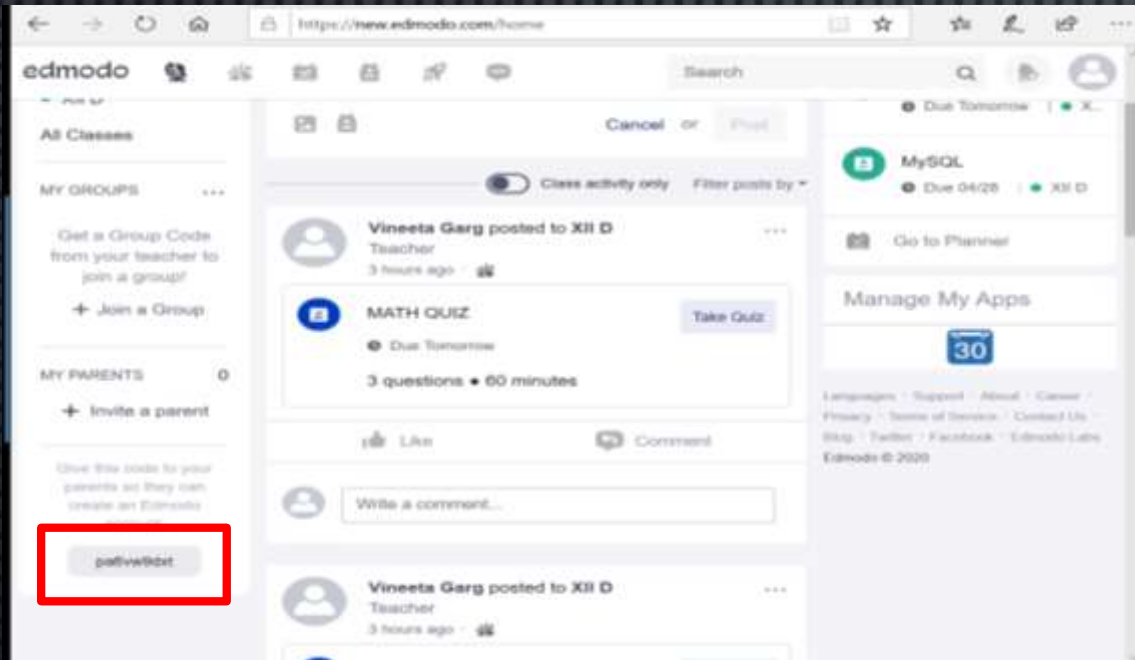 https://new.edmodo.com/home
edmodo
Search
XII D
All Classes
MY GROUPS
Get a Group Code
from your teacher to
join a group!
+ Join a Group
MY PARENTS 0
+ Invite a parent
Give this code to your
parents so they can
create an Edmodo
Cancel or Post
Class activity only Filter posts by
Vineeta Garg posted to XII D
Teacher
3 hours ago
MATH QUIZ
Take Quiz
Due Tomorrow
3 questions • 60 minutes
Like Comment
Write a comment...
Vineeta Garg posted to XII D
Teacher
3 hours ago
Due Tomorrow X...
MySQL
Due 04/28 XII D
Go to Planner
Manage My Apps
30
Languages · Support · About · Career ·
Privacy · Terms of Service · Contact Us ·
Blog · Twitter · Facebook · Edmodo Labs
Edmodo © 2020